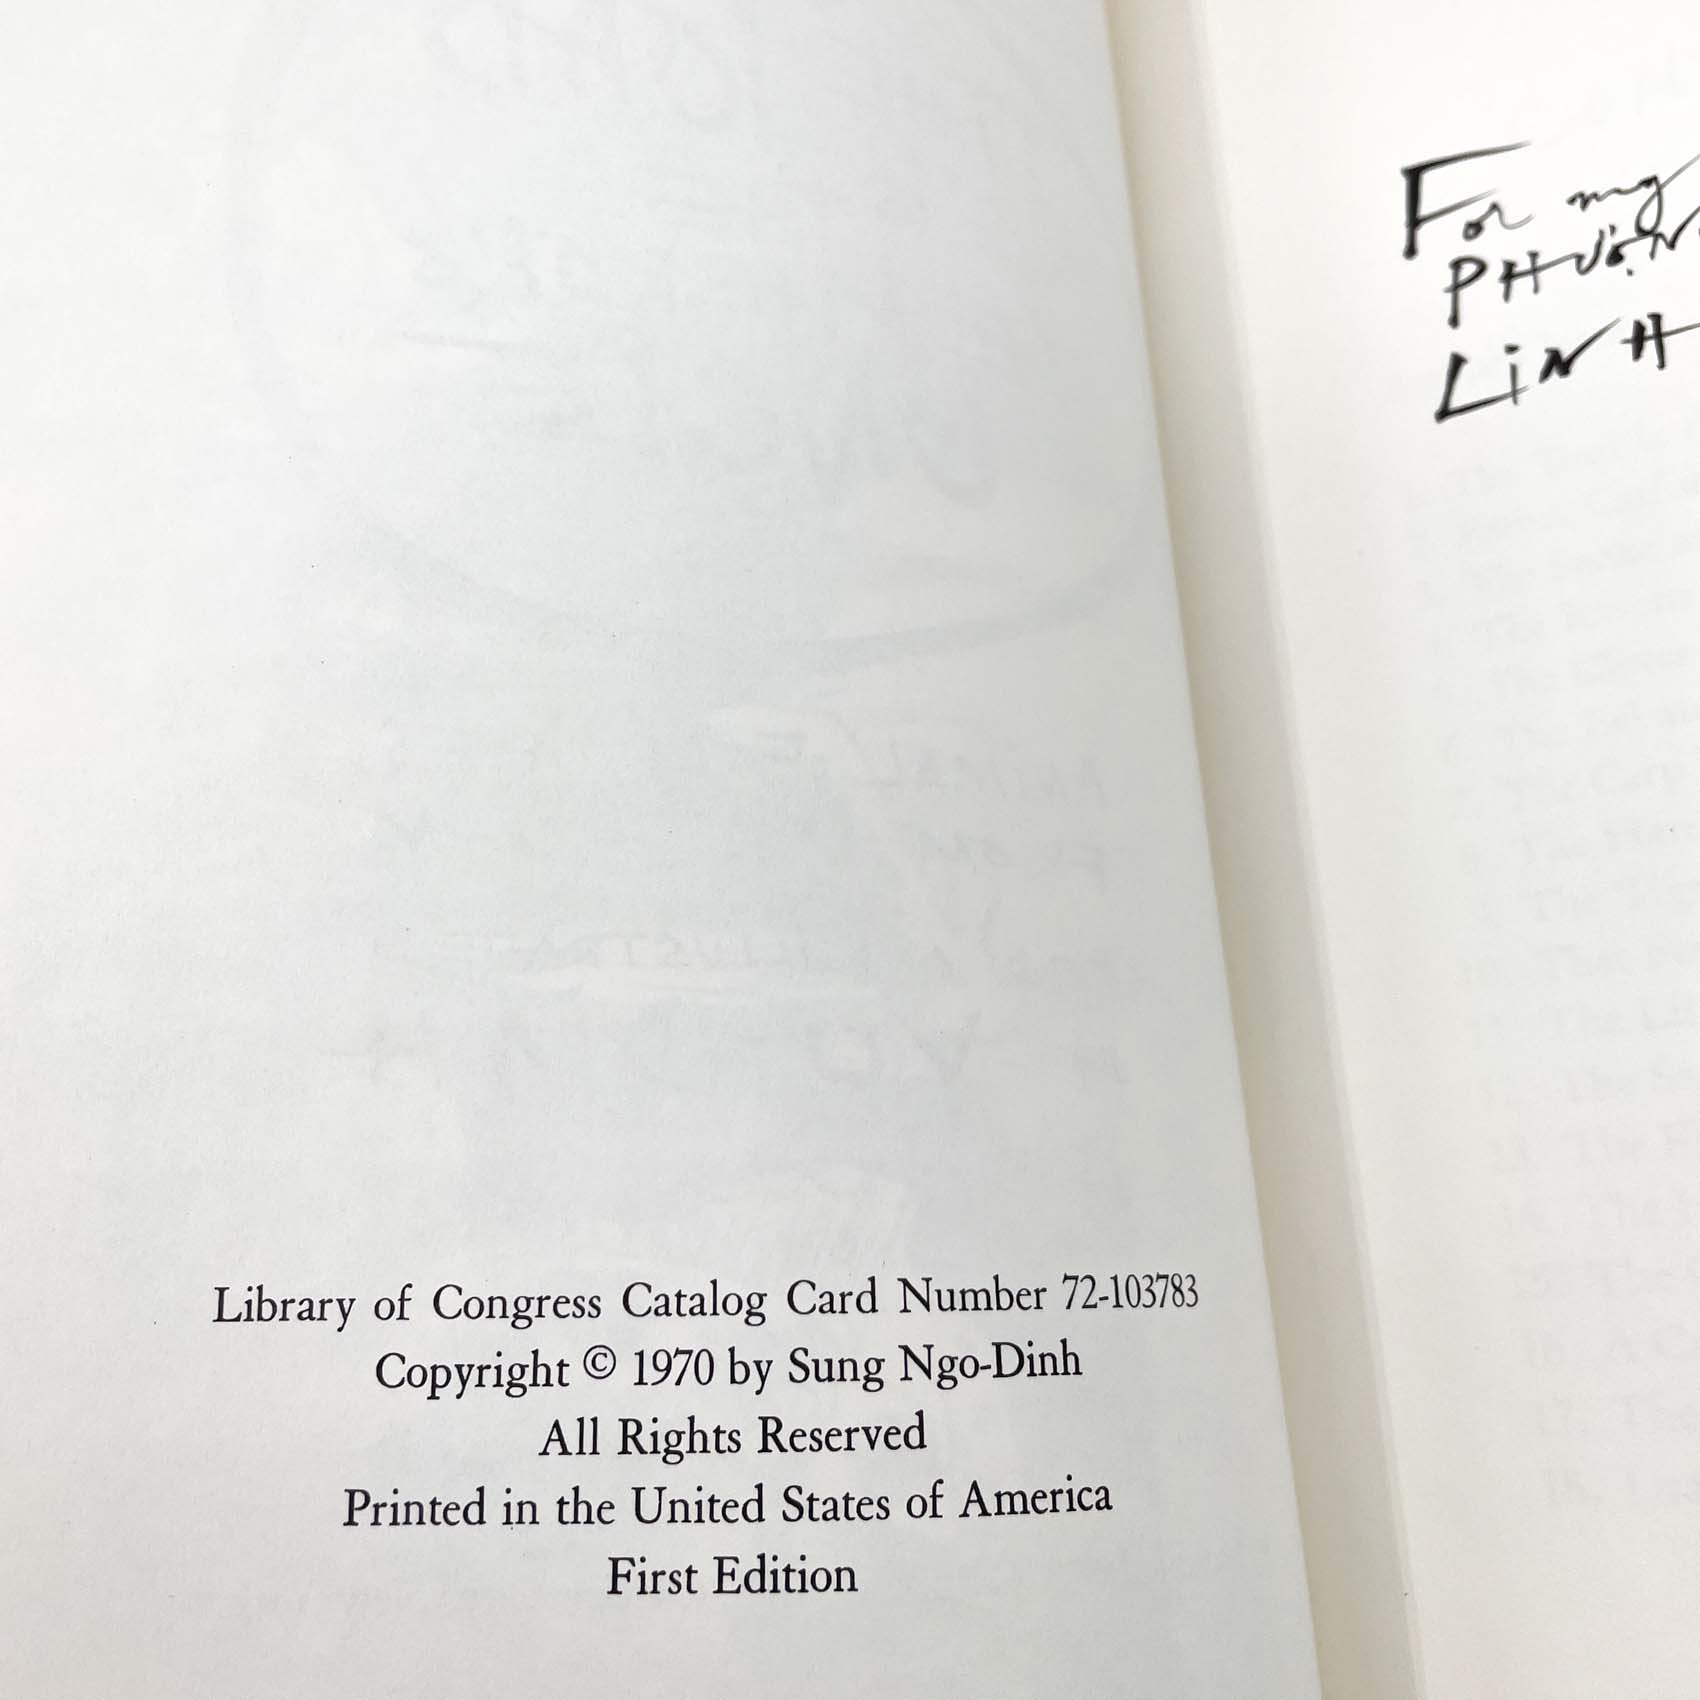 Library of Congress Catalog Card Number 72-103783
Copyright © 1970 by Sung Ngo-Dinh
All Rights Reserved
Printed in the United States of America
First Edition
For my
LiNH